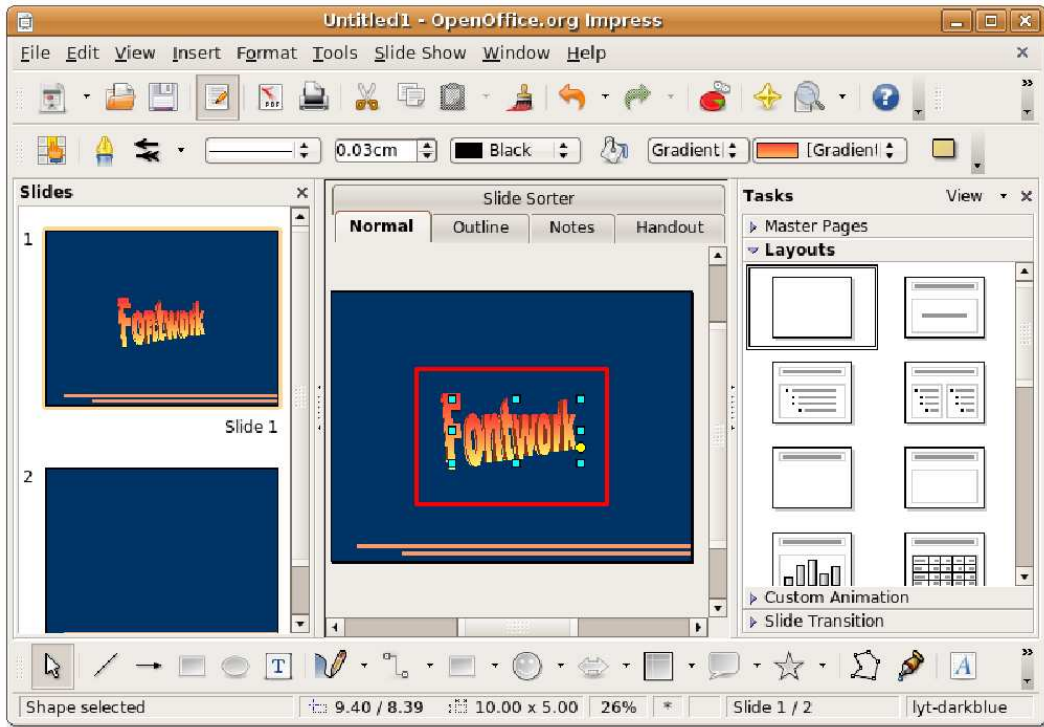 Untitled1 - OpenOffice.org Impress
File Edit View Insert Format Tools Slide Show Window Help
PDF
0.03cm Black Gradient [Gradient
Slides
1
Fontwork
Slide 1
2
Slide Sorter
Normal Outline Notes Handout
Fontwork
Tasks View
Master Pages
Layouts
Custom Animation
Slide Transition
T A
Shape selected 9.40 / 8.39 10.00 x 5.00 26% * Slide 1 / 2 lyt-darkblue